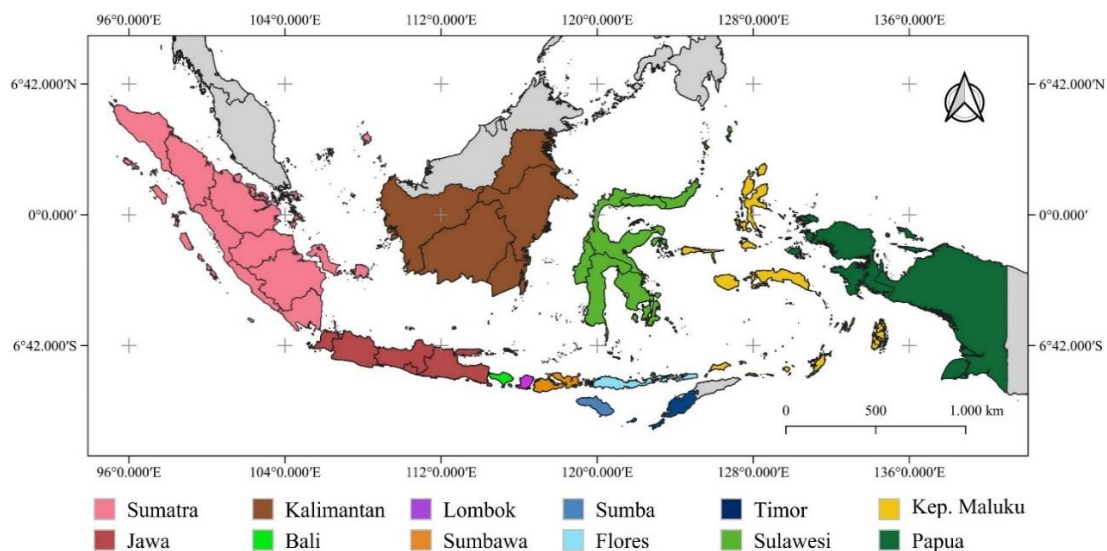 96°0.000'E 104°0.000'E 112°0.000'E 120°0.000'E 128°0.000'E 136°0.000'E
6°42.000'N 6°42.000'N
0°0.000' 0°0.000'
6°42.000'S 6°42.000'S
0 500 1.000 km
96°0.000'E 104°0.000'E 112°0.000'E 120°0.000'E 128°0.000'E 136°0.000'E
Sumatra Kalimantan Lombok Sumba Timor Kep. Maluku
Jawa Bali Sumbawa Flores Sulawesi Papua